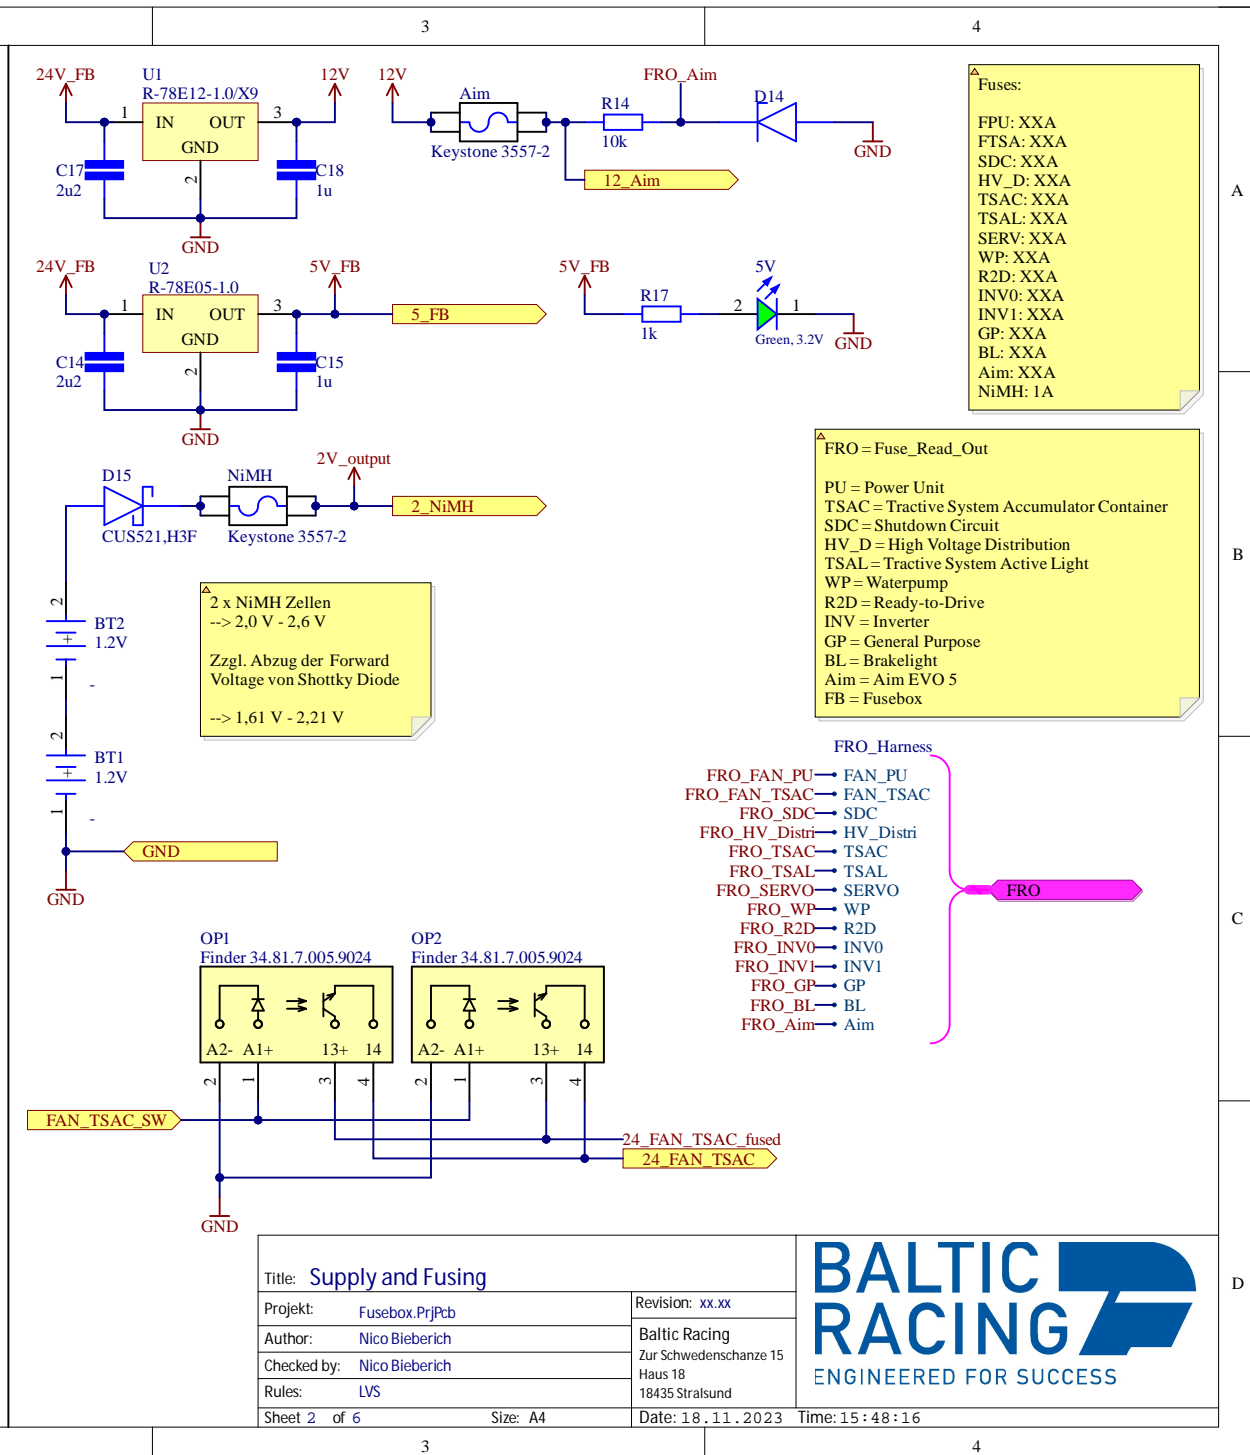 3
4
24V_FB
U1
R-78E12-1.0/X9
12V
1
IN
OUT
3
GND
2
C17
2u2
C18
1u
GND
12V
Aim
Keystone 3557-2
R14
10k
FRO_Aim
D14
GND
12_Aim
Fuses:
FPU: XXA
FTSA: XXA
SDC: XXA
HV_D: XXA
TSAC: XXA
TSAL: XXA
SERV: XXA
WP: XXA
R2D: XXA
INV0: XXA
INV1: XXA
GP: XXA
BL: XXA
Aim: XXA
NiMH: 1A
A
24V_FB
U2
R-78E05-1.0
5V_FB
1
IN
OUT
3
GND
2
C14
2u2
C15
1u
GND
5_FB
5V_FB
R17
1k
2
5V
1
Green, 3.2V
GND
D15
CUS521,H3F
NiMH
Keystone 3557-2
2V_output
2_NiMH
FRO = Fuse_Read_Out
PU = Power Unit
TSAC = Tractive System Accumulator Container
SDC = Shutdown Circuit
HV_D = High Voltage Distribution
TSAL = Tractive System Active Light
WP = Waterpump
R2D = Ready-to-Drive
INV = Inverter
GP = General Purpose
BL = Brakelight
Aim = Aim EVO 5
FB = Fusebox
B
2 x NiMH Zellen
--> 2,0 V - 2,6 V
Zzgl. Abzug der Forward
Voltage von Shottky Diode
--> 1,61 V - 2,21 V
2
BT2
1.2V
1
-
2
BT1
1.2V
1
-
GND
GND
FRO_Harness
FRO_FAN_PU FAN_PU
FRO_FAN_TSAC FAN_TSAC
FRO_SDC SDC
FRO_HV_Distri HV_Distri
FRO_TSAC TSAC
FRO_TSAL TSAL
FRO_SERVO SERVO
FRO_WP WP
FRO_R2D R2D
FRO_INV0 INV0
FRO_INV1 INV1
FRO_GP GP
FRO_BL BL
FRO_Aim Aim
FRO
C
OP1
Finder 34.81.7.005.9024
A2- A1+ 13+ 14
2 1 3 4
OP2
Finder 34.81.7.005.9024
A2- A1+ 13+ 14
2 1 3 4
FAN_TSAC_SW
24_FAN_TSAC_fused
24_FAN_TSAC
GND
Title: Supply and Fusing
Projekt: Fusebox.PrjPcb
Author: Nico Bieberich
Checked by: Nico Bieberich
Rules: LVS
Sheet 2 of 6 Size: A4
Revision: xx.xx
Baltic Racing
Zur Schwedenschanze 15
Haus 18
18435 Stralsund
Date: 18.11.2023 Time: 15:48:16
BALTIC
RACING
ENGINEERED FOR SUCCESS
D
3
4